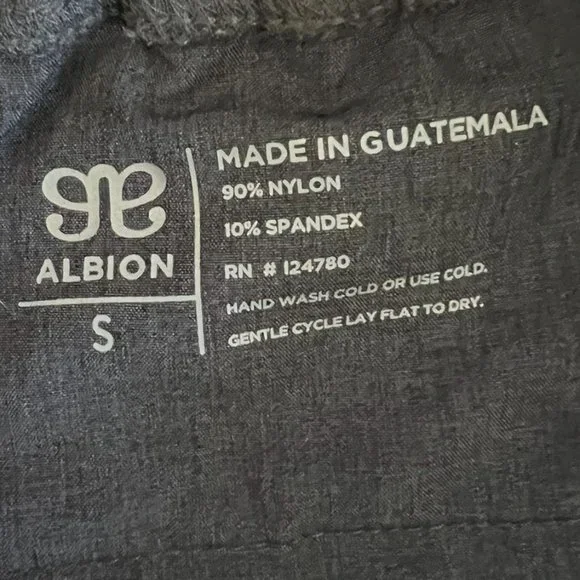 ALBION
S
MADE IN GUATEMALA
90% NYLON
10% SPANDEX
RN # 124780
HAND WASH COLD OR USE COLD.
GENTLE CYCLE LAY FLAT TO DRY.